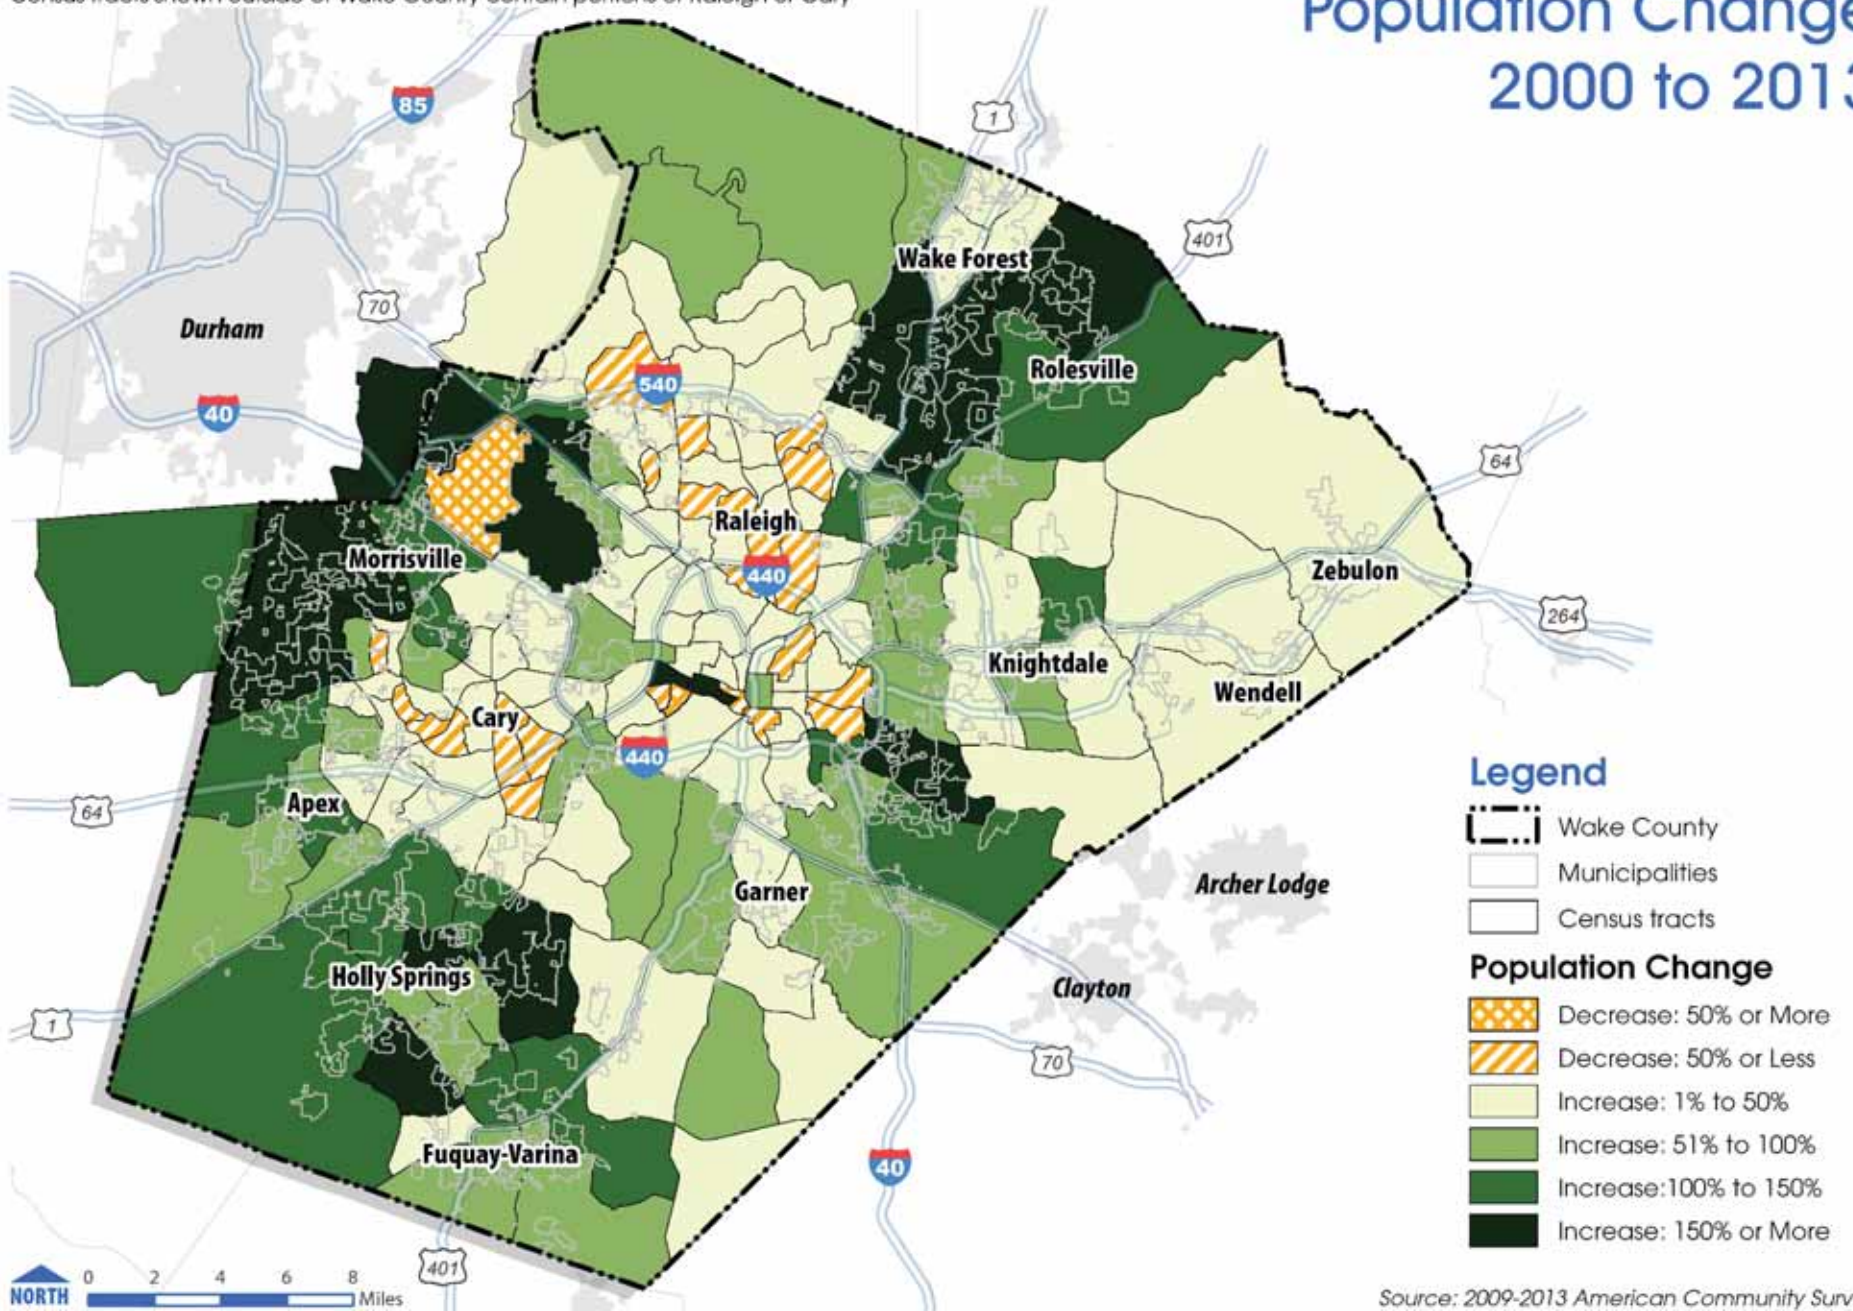 Population Change
2000 to 2013
85
1
401
Wake Forest
70
Durham
540
Rolesville
40
64
Raleigh
Morrisville
440
Zebulon
264
Knightdale
Wendell
Cary
440
Legend
Apex
64
Wake County
Municipalities
Garner
Archer Lodge
Census tracts
Population Change
Holly Springs
Clayton
Decrease: 50% or More
1
Decrease: 50% or Less
70
Increase: 1% to 50%
Increase: 51% to 100%
Fuquay-Varina
40
Increase:100% to 150%
Increase: 150% or More
401
0 2 4 6 8
NORTH
Miles
Source: 2009-2013 American Community Surv